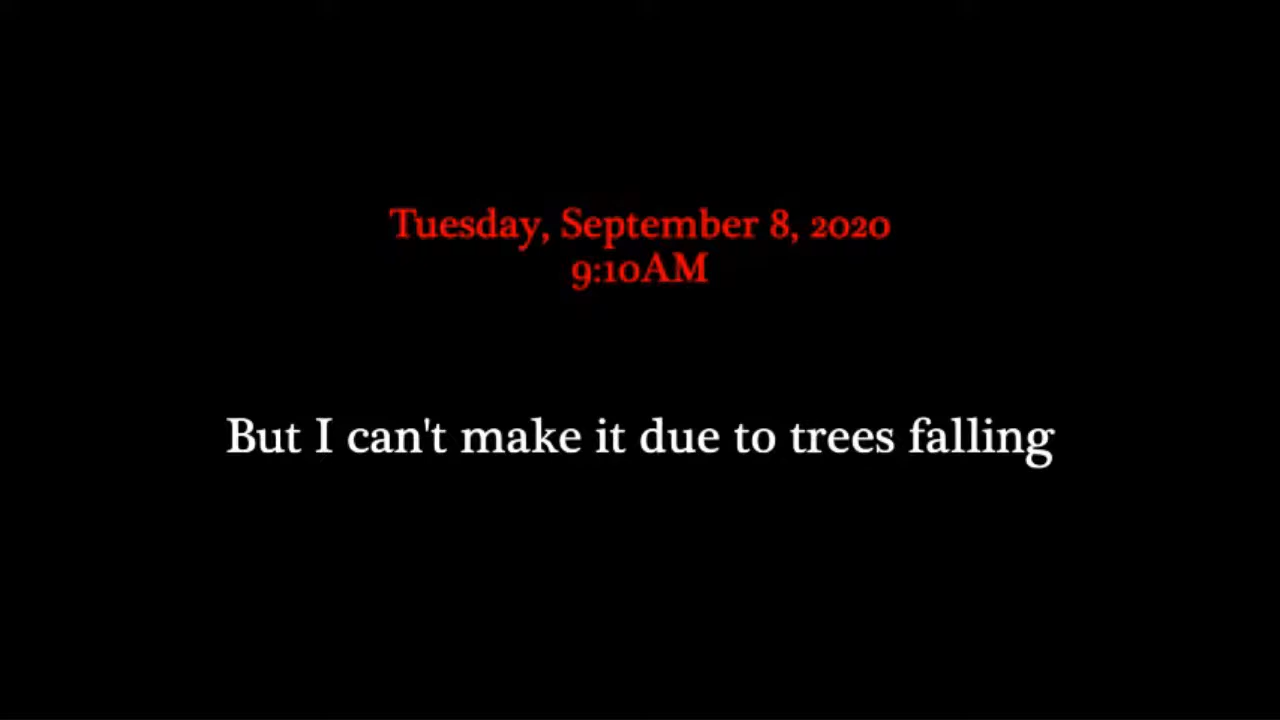 Tuesday, September 8, 2020
9:10AM
But I can't make it due to trees falling